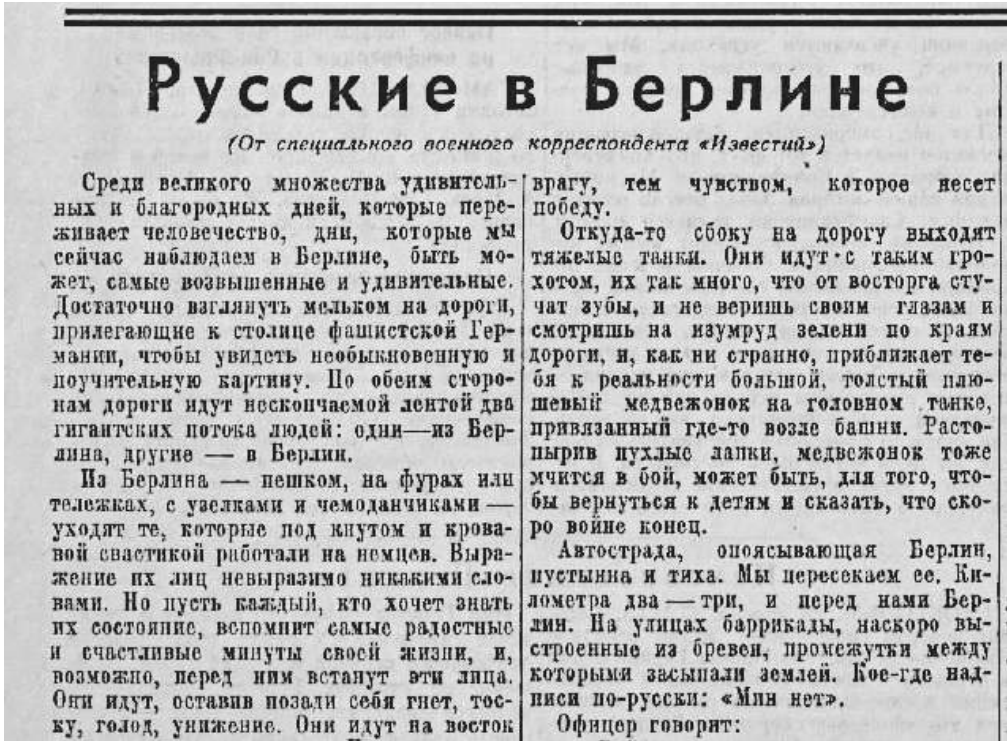 Русские в Берлине
(От специального военного корреспондента «Известий»)
Среди великого множества удивитель-
ных и благородных дней, которые пере-
живает человечество, дни, которые мы
сейчас наблюдаем в Берлине, быть мо-
жет, самые возвышенные и удивительные.
Достаточно взглянуть мельком на дороги,
прилегающие к столице фашистской Гер-
мании, чтобы увидеть необыкновенную и
поучительную картину. По обеим сторо-
нам дороги идут нескончаемой лентой два
гигантских потока людей: одни—из Бер-
лина, другие — в Берлин.
Из Берлина — пешком, на фурах или
тележках, с узелками и чемоданчиками —
уходят те, которые под кнутом и крова-
вой свастикой работали на немцев. Выра-
жение их лиц невыразимо никакими сло-
вами. Но пусть каждый, кто хочет знать
их состояние, вспомнит самые радостные
и счастливые минуты своей жизни, и,
возможно, перед ним встанут эти лица.
Они идут, оставив позади себя гнет, тос-
ку, голод, унижение. Они идут на восток
врагу, тем чувством, которое несет
победу.
Откуда-то сбоку на дорогу выходят
тяжелые танки. Они идут с таким гро-
хотом, их так много, что от восторга сту-
чат зубы, и не веришь своим глазам и
смотришь на изумруд зелени по краям
дороги, и, как ни странно, приближает те-
бя к реальности большой, толстый плю-
шевый медвежонок на головном танке,
привязанный где-то возле башни. Расто-
пырив пухлые лапки, медвежонок тоже
мчится в бой, может быть, для того, что-
бы вернуться к детям и сказать, что ско-
ро войне конец.
Автострада, опоясывающая Берлин,
пустынна и тиха. Мы пересекаем ее. Ки-
лометра два — три, и перед нами Бер-
лин. На улицах баррикады, наскоро вы-
строенные из бревен, промежутки между
которыми засыпали землей. Кое-где над-
писи по-русски: «Мин нет».
Офицер говорит: